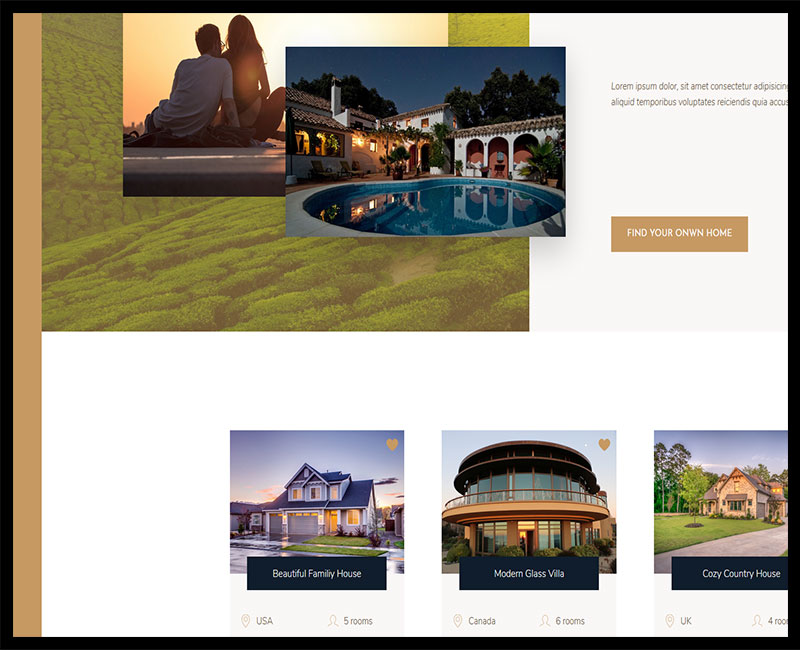 Lorem ipsum dolor, sit amet consectetur adipisicing
aliquid temporibus voluptates reiciendis quia accus
FIND YOUR ONWN HOME
Beautiful Familiy House
Modern Glass Villa
Cozy Country House
USA
5 rooms
Canada
6 rooms
UK
4 roo